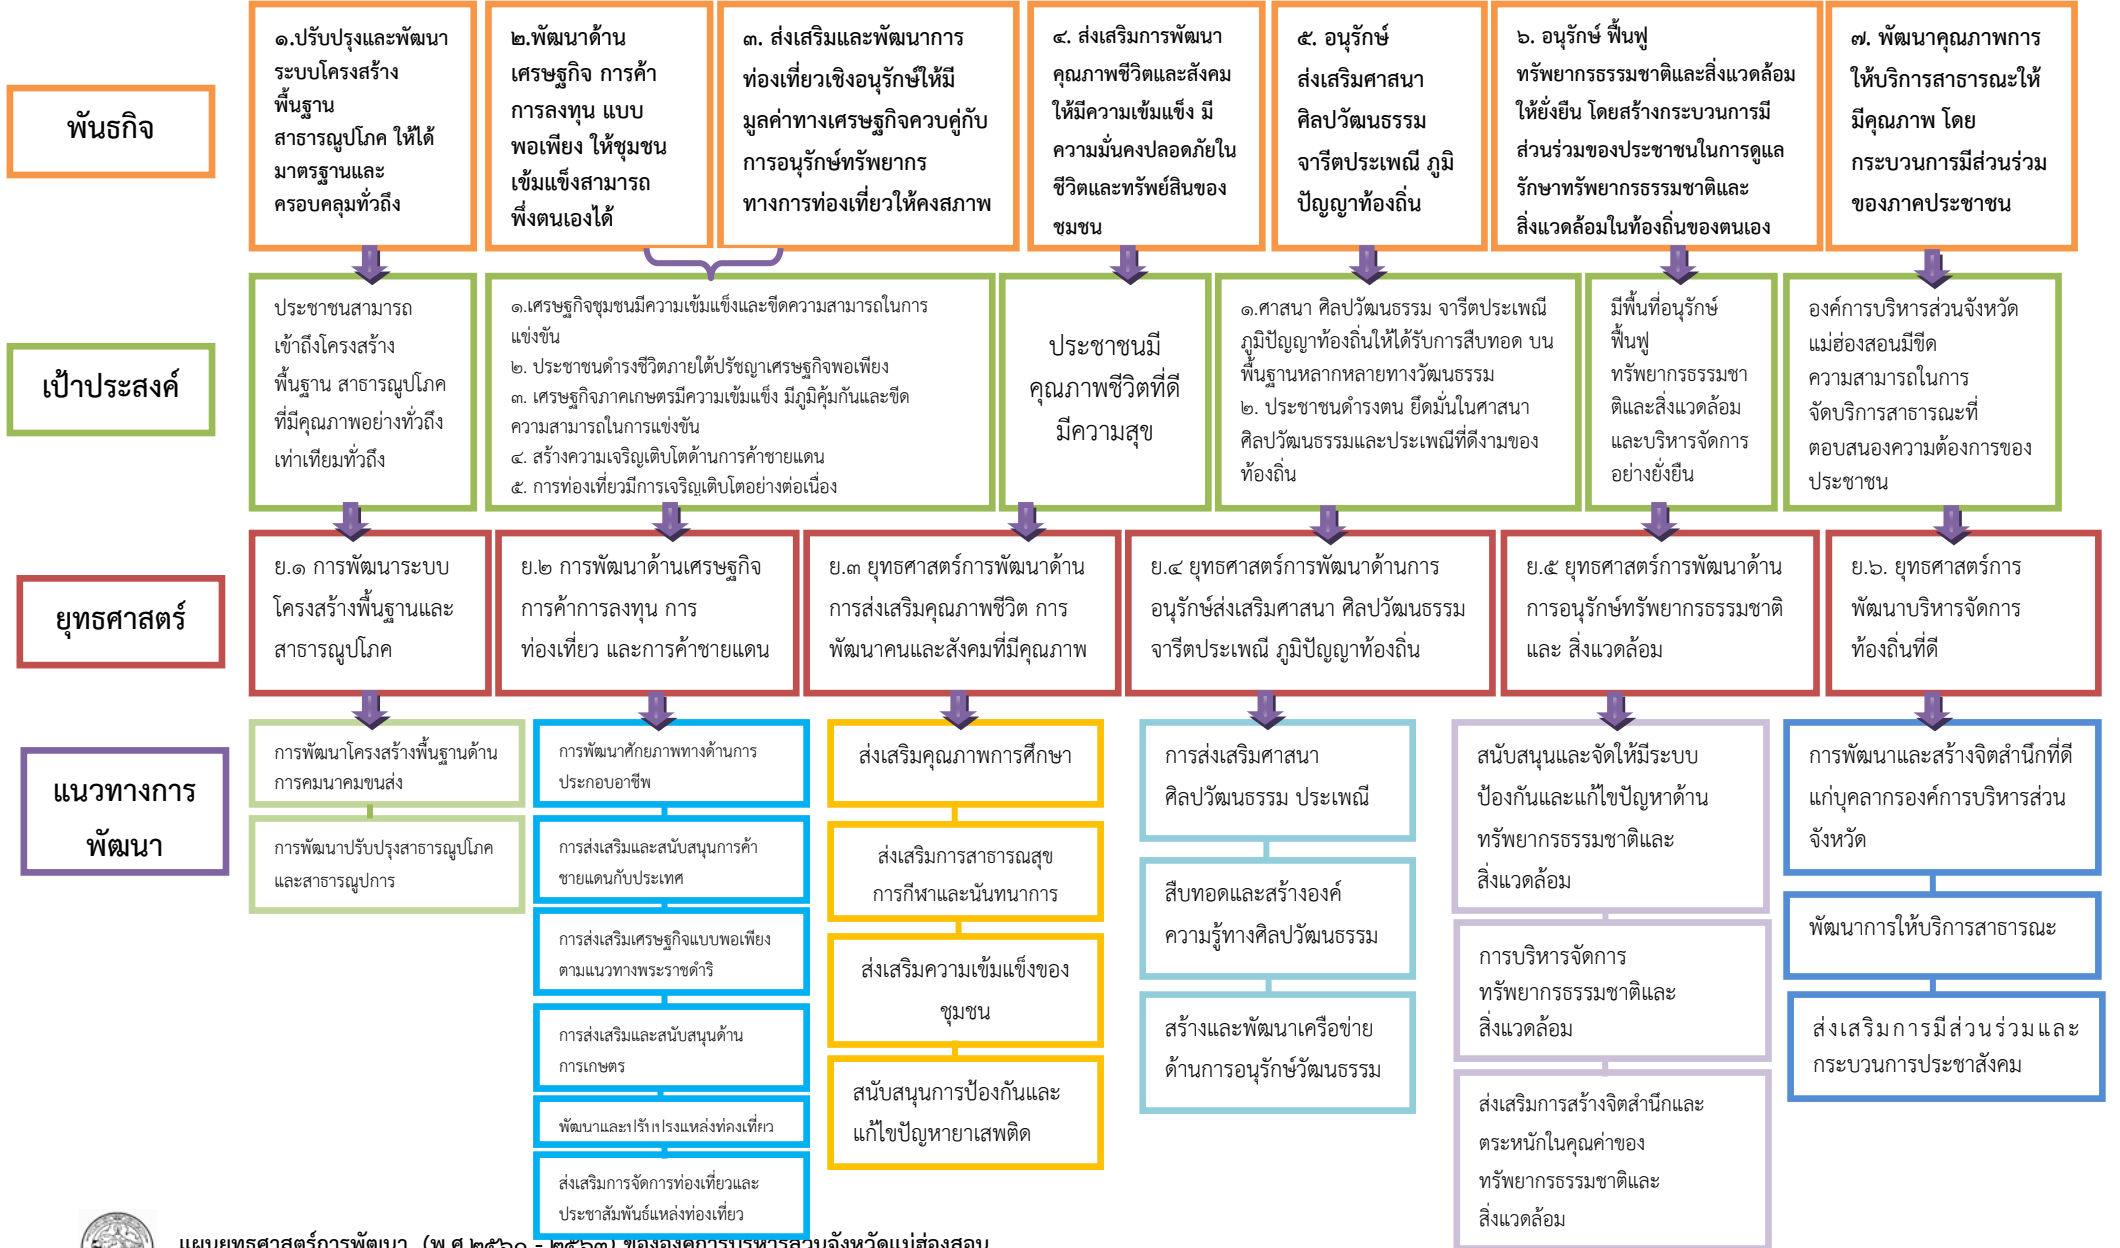 พันธกิจ
๑.ปรับปรุงและพัฒนา
ระบบโครงสร้าง
พื้นฐาน
สาธารณูปโภค ให้ได้
มาตรฐานและ
ครอบคลุมทั่วถึง
๒.พัฒนาด้าน
เศรษฐกิจ การค้า
การลงทุน แบบ
พอเพียง ให้ชุมชน
เข้มแข็งสามารถ
พึ่งตนเองได้
๓. ส่งเสริมและพัฒนาการ
ท่องเที่ยวเชิงอนุรักษ์ให้มี
มูลค่าทางเศรษฐกิจควบคู่กับ
การอนุรักษ์ทรัพยากร
ทางการท่องเที่ยวให้คงสภาพ
๔. ส่งเสริมการพัฒนา
คุณภาพชีวิตและสังคม
ให้มีความเข้มแข็ง มี
ความมั่นคงปลอดภัยใน
ชีวิตและทรัพย์สินของ
ชุมชน
๕. อนุรักษ์
ส่งเสริมศาสนา
ศิลปวัฒนธรรม
จารีตประเพณี ภูมิ
ปัญญาท้องถิ่น
๖. อนุรักษ์ ฟื้นฟู
ทรัพยากรธรรมชาติและสิ่งแวดล้อม
ให้ยั่งยืน โดยสร้างกระบวนการมี
ส่วนร่วมของประชาชนในการดูแล
รักษาทรัพยากรธรรมชาติและ
สิ่งแวดล้อมในท้องถิ่นของตนเอง
๗. พัฒนาคุณภาพการ
ให้บริการสาธารณะให้
มีคุณภาพ โดย
กระบวนการมีส่วนร่วม
ของภาคประชาชน
เป้าประสงค์
ประชาชนสามารถ
เข้าถึงโครงสร้าง
พื้นฐาน สาธารณูปโภค
ที่มีคุณภาพอย่างทั่วถึง
เท่าเทียมทั่วถึง
๑.เศรษฐกิจชุมชนมีความเข้มแข็งและขีดความสามารถในการ
แข่งขัน
๒. ประชาชนดำรงชีวิตภายใต้ปรัชญาเศรษฐกิจพอเพียง
๓. เศรษฐกิจภาคเกษตรมีความเข้มแข็ง มีภูมิคุ้มกันและขีด
ความสามารถในการแข่งขัน
๔. สร้างความเจริญเติบโตด้านการค้าชายแดน
๕. การท่องเที่ยวมีการเจริญเติบโตอย่างต่อเนื่อง
ประชาชนมี
คุณภาพชีวิตที่ดี
มีความสุข
๑.ศาสนา ศิลปวัฒนธรรม จารีตประเพณี
ภูมิปัญญาท้องถิ่นให้ได้รับการสืบทอด บน
พื้นฐานหลากหลายทางวัฒนธรรม
๒. ประชาชนดำรงตน ยึดมั่นในศาสนา
ศิลปวัฒนธรรมและประเพณีที่ดีงามของ
ท้องถิ่น
มีพื้นที่อนุรักษ์
ฟื้นฟู
ทรัพยากรธรรมชา
ติและสิ่งแวดล้อม
และบริหารจัดการ
อย่างยั่งยืน
องค์การบริหารส่วนจังหวัด
แม่ฮ่องสอนมีขีด
ความสามารถในการ
จัดบริการสาธารณะที่
ตอบสนองความต้องการของ
ประชาชน
ยุทธศาสตร์
ย.๑ การพัฒนาระบบ
โครงสร้างพื้นฐานและ
สาธารณูปโภค
ย.๒ การพัฒนาด้านเศรษฐกิจ
การค้าการลงทุน การ
ท่องเที่ยว และการค้าชายแดน
ย.๓ ยุทธศาสตร์การพัฒนาด้าน
การส่งเสริมคุณภาพชีวิต การ
พัฒนาคนและสังคมที่มีคุณภาพ
ย.๔ ยุทธศาสตร์การพัฒนาด้านการ
อนุรักษ์ส่งเสริมศาสนา ศิลปวัฒนธรรม
จารีตประเพณี ภูมิปัญญาท้องถิ่น
ย.๕ ยุทธศาสตร์การพัฒนาด้าน
การอนุรักษ์ทรัพยากรธรรมชาติ
และ สิ่งแวดล้อม
ย.๖. ยุทธศาสตร์การ
พัฒนาบริหารจัดการ
ท้องถิ่นที่ดี
แนวทางการ
พัฒนา
การพัฒนาโครงสร้างพื้นฐานด้าน
การคมนาคมขนส่ง
การพัฒนาปรับปรุงสาธารณูปโภค
และสาธารณูปการ
การพัฒนาศักยภาพทางด้านการ
ประกอบอาชีพ
การส่งเสริมและสนับสนุนการค้า
ชายแดนกับประเทศ
การส่งเสริมเศรษฐกิจแบบพอเพียง
ตามแนวทางพระราชดำริ
การส่งเสริมและสนับสนุนด้าน
การเกษตร
พัฒนาและปรับปรุงแหล่งท่องเที่ยว
ส่งเสริมการจัดการท่องเที่ยวและ
ประชาสัมพันธ์แหล่งท่องเที่ยว
ส่งเสริมคุณภาพการศึกษา
ส่งเสริมการสาธารณสุข
การกีฬาและนันทนาการ
ส่งเสริมความเข้มแข็งของ
ชุมชน
สนับสนุนการป้องกันและ
แก้ไขปัญหายาเสพติด
การส่งเสริมศาสนา
ศิลปวัฒนธรรม ประเพณี
สืบทอดและสร้างองค์
ความรู้ทางศิลปวัฒนธรรม
สร้างและพัฒนาเครือข่าย
ด้านการอนุรักษ์วัฒนธรรม
สนับสนุนและจัดให้มีระบบ
ป้องกันและแก้ไขปัญหาด้าน
ทรัพยากรธรรมชาติและ
สิ่งแวดล้อม
การบริหารจัดการ
ทรัพยากรธรรมชาติและ
สิ่งแวดล้อม
ส่งเสริมการสร้างจิตสำนึกและ
ตระหนักในคุณค่าของ
ทรัพยากรธรรมชาติและ
สิ่งแวดล้อม
การพัฒนาและสร้างจิตสำนึกที่ดี
แก่บุคลากรองค์การบริหารส่วน
จังหวัด
พัฒนาการให้บริการสาธารณะ
ส่งเสริมการมีส่วนร่วมและ
กระบวนการประชาสังคม
แผนยุทธศาสตร์การพัฒนา (พ.ศ.๒๕๖๑ - ๒๕๖๓) ขององค์การบริหารส่วนจังหวัดแม่ฮ่องสอน